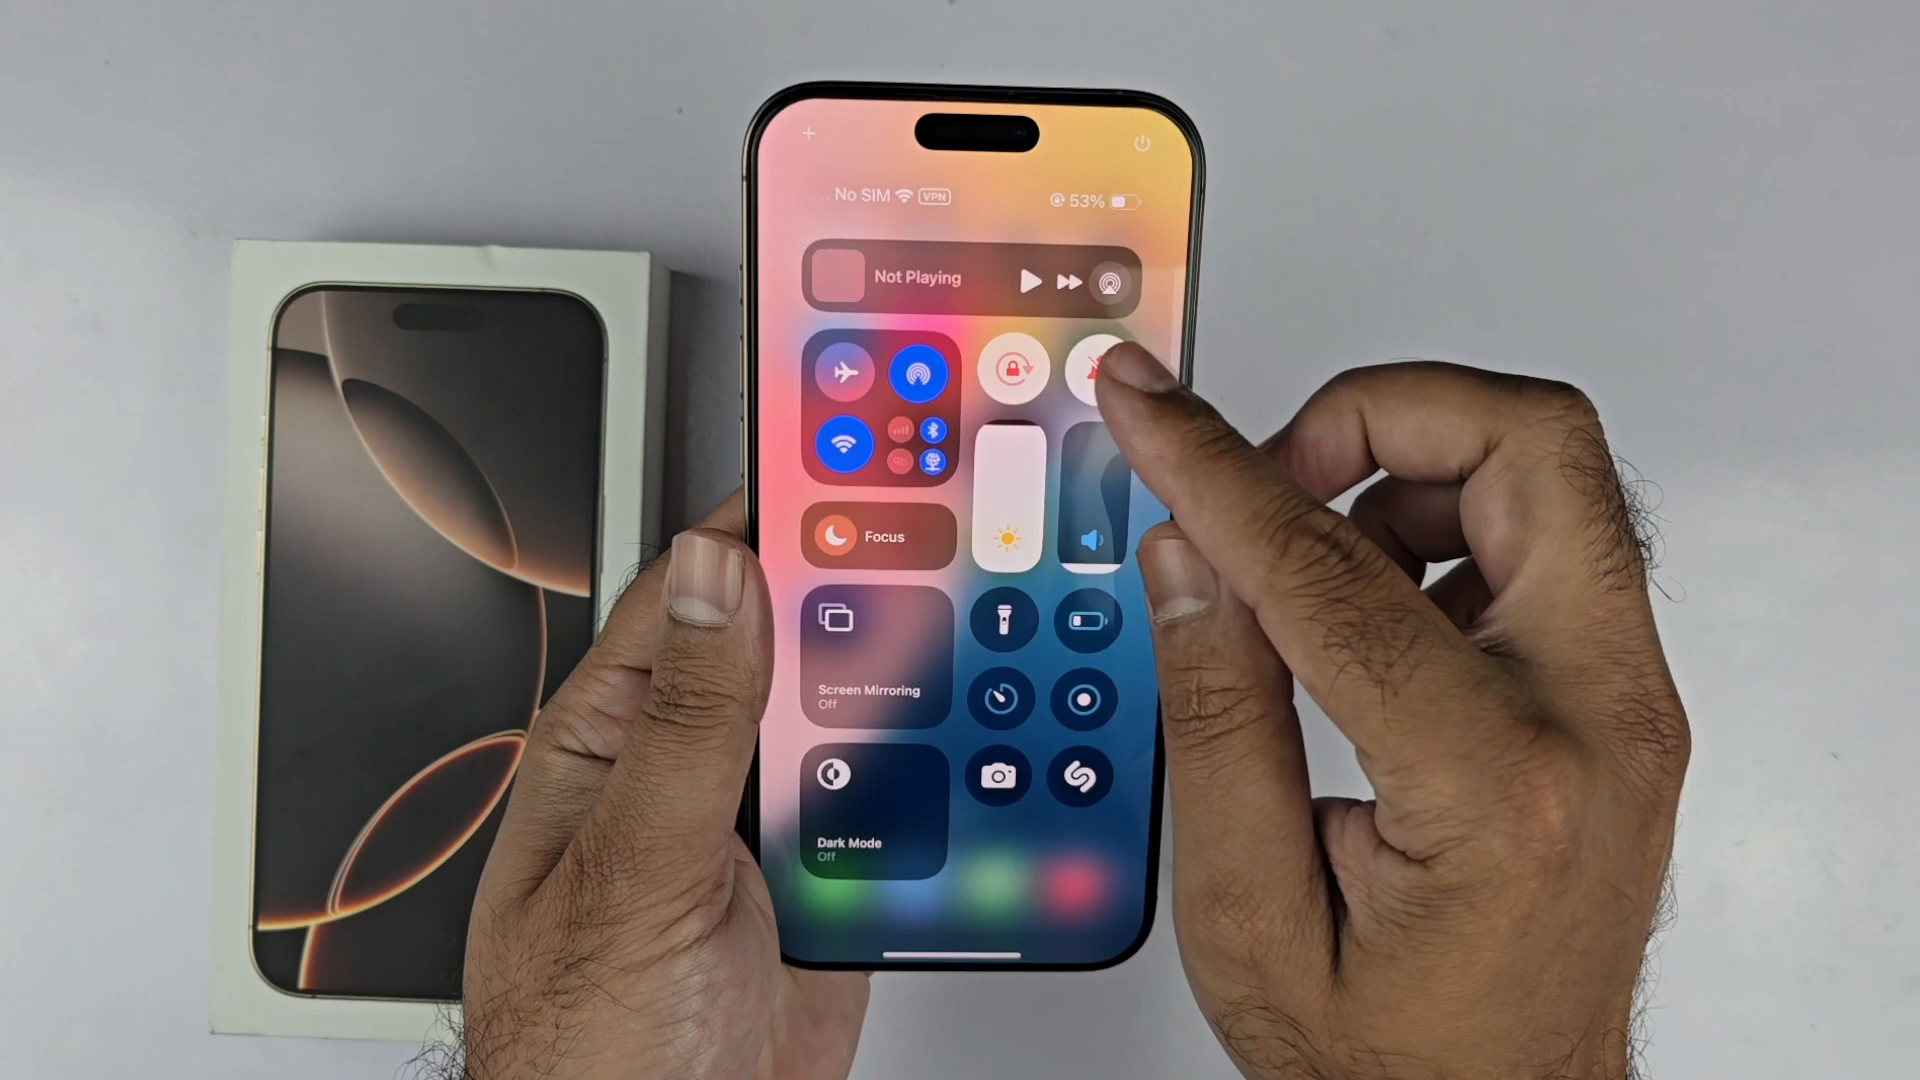 No SIM VPN 53%
Not Playing
Focus
Screen Mirroring
Off
Dark Mode
Off